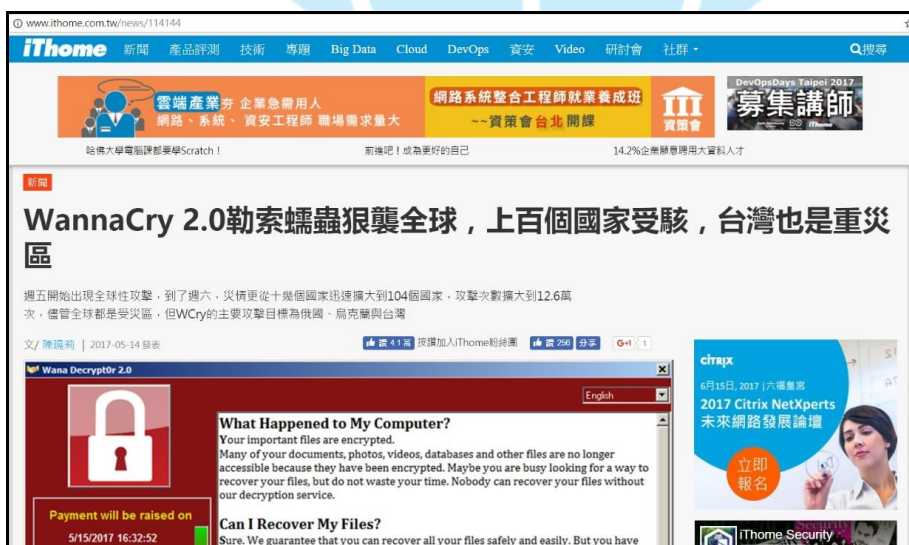 www.ithome.com.tw/news/114144
iThome 新聞 產品評測 技術 專題 Big Data Cloud DevOps 資安 Video 研討會 社群 搜尋
雲端產業夯 企業急需用人
網路、系統、資安工程師 職場需求量大
網路系統整合工程師就業養成班
~~資策會台北開課
資策會
DevOpsDays Taipei 2017
募集講師
iThome
哈佛大學電腦課都要學Scratch！ 前進吧！成為更好的自己 14.2%企業願意聘用大資料人才
新聞
WannaCry 2.0勒索蠕蟲狠襲全球，上百個國家受駭，台灣也是重災
區
週五開始出現全球性攻擊，到了週六，災情更從十幾個國家迅速擴大到104個國家，攻擊次數擴大到12.6萬
次，儘管全球都是受災區，但WCry的主要攻擊目標為俄國、烏克蘭與台灣
文/ 陳曉莉 | 2017-05-14 發表 讚 4.1 萬 按讚加入iThome粉絲團 讚 256 分享 G+1 1
Wana Decrypt0r 2.0
English
What Happened to My Computer?
Your important files are encrypted.
Many of your documents, photos, videos, databases and other files are no longer
accessible because they have been encrypted. Maybe you are busy looking for a way to
recover your files, but do not waste your time. Nobody can recover your files without
our decryption service.
Payment will be raised on
5/15/2017 16:32:52
Can I Recover My Files?
Sure. We guarantee that you can recover all your files safely and easily. But you have
CİTRIX
6月15日, 2017 | 六福皇宮
2017 Citrix NetXperts
未來網路發展論壇
立即
報名
iThome Security